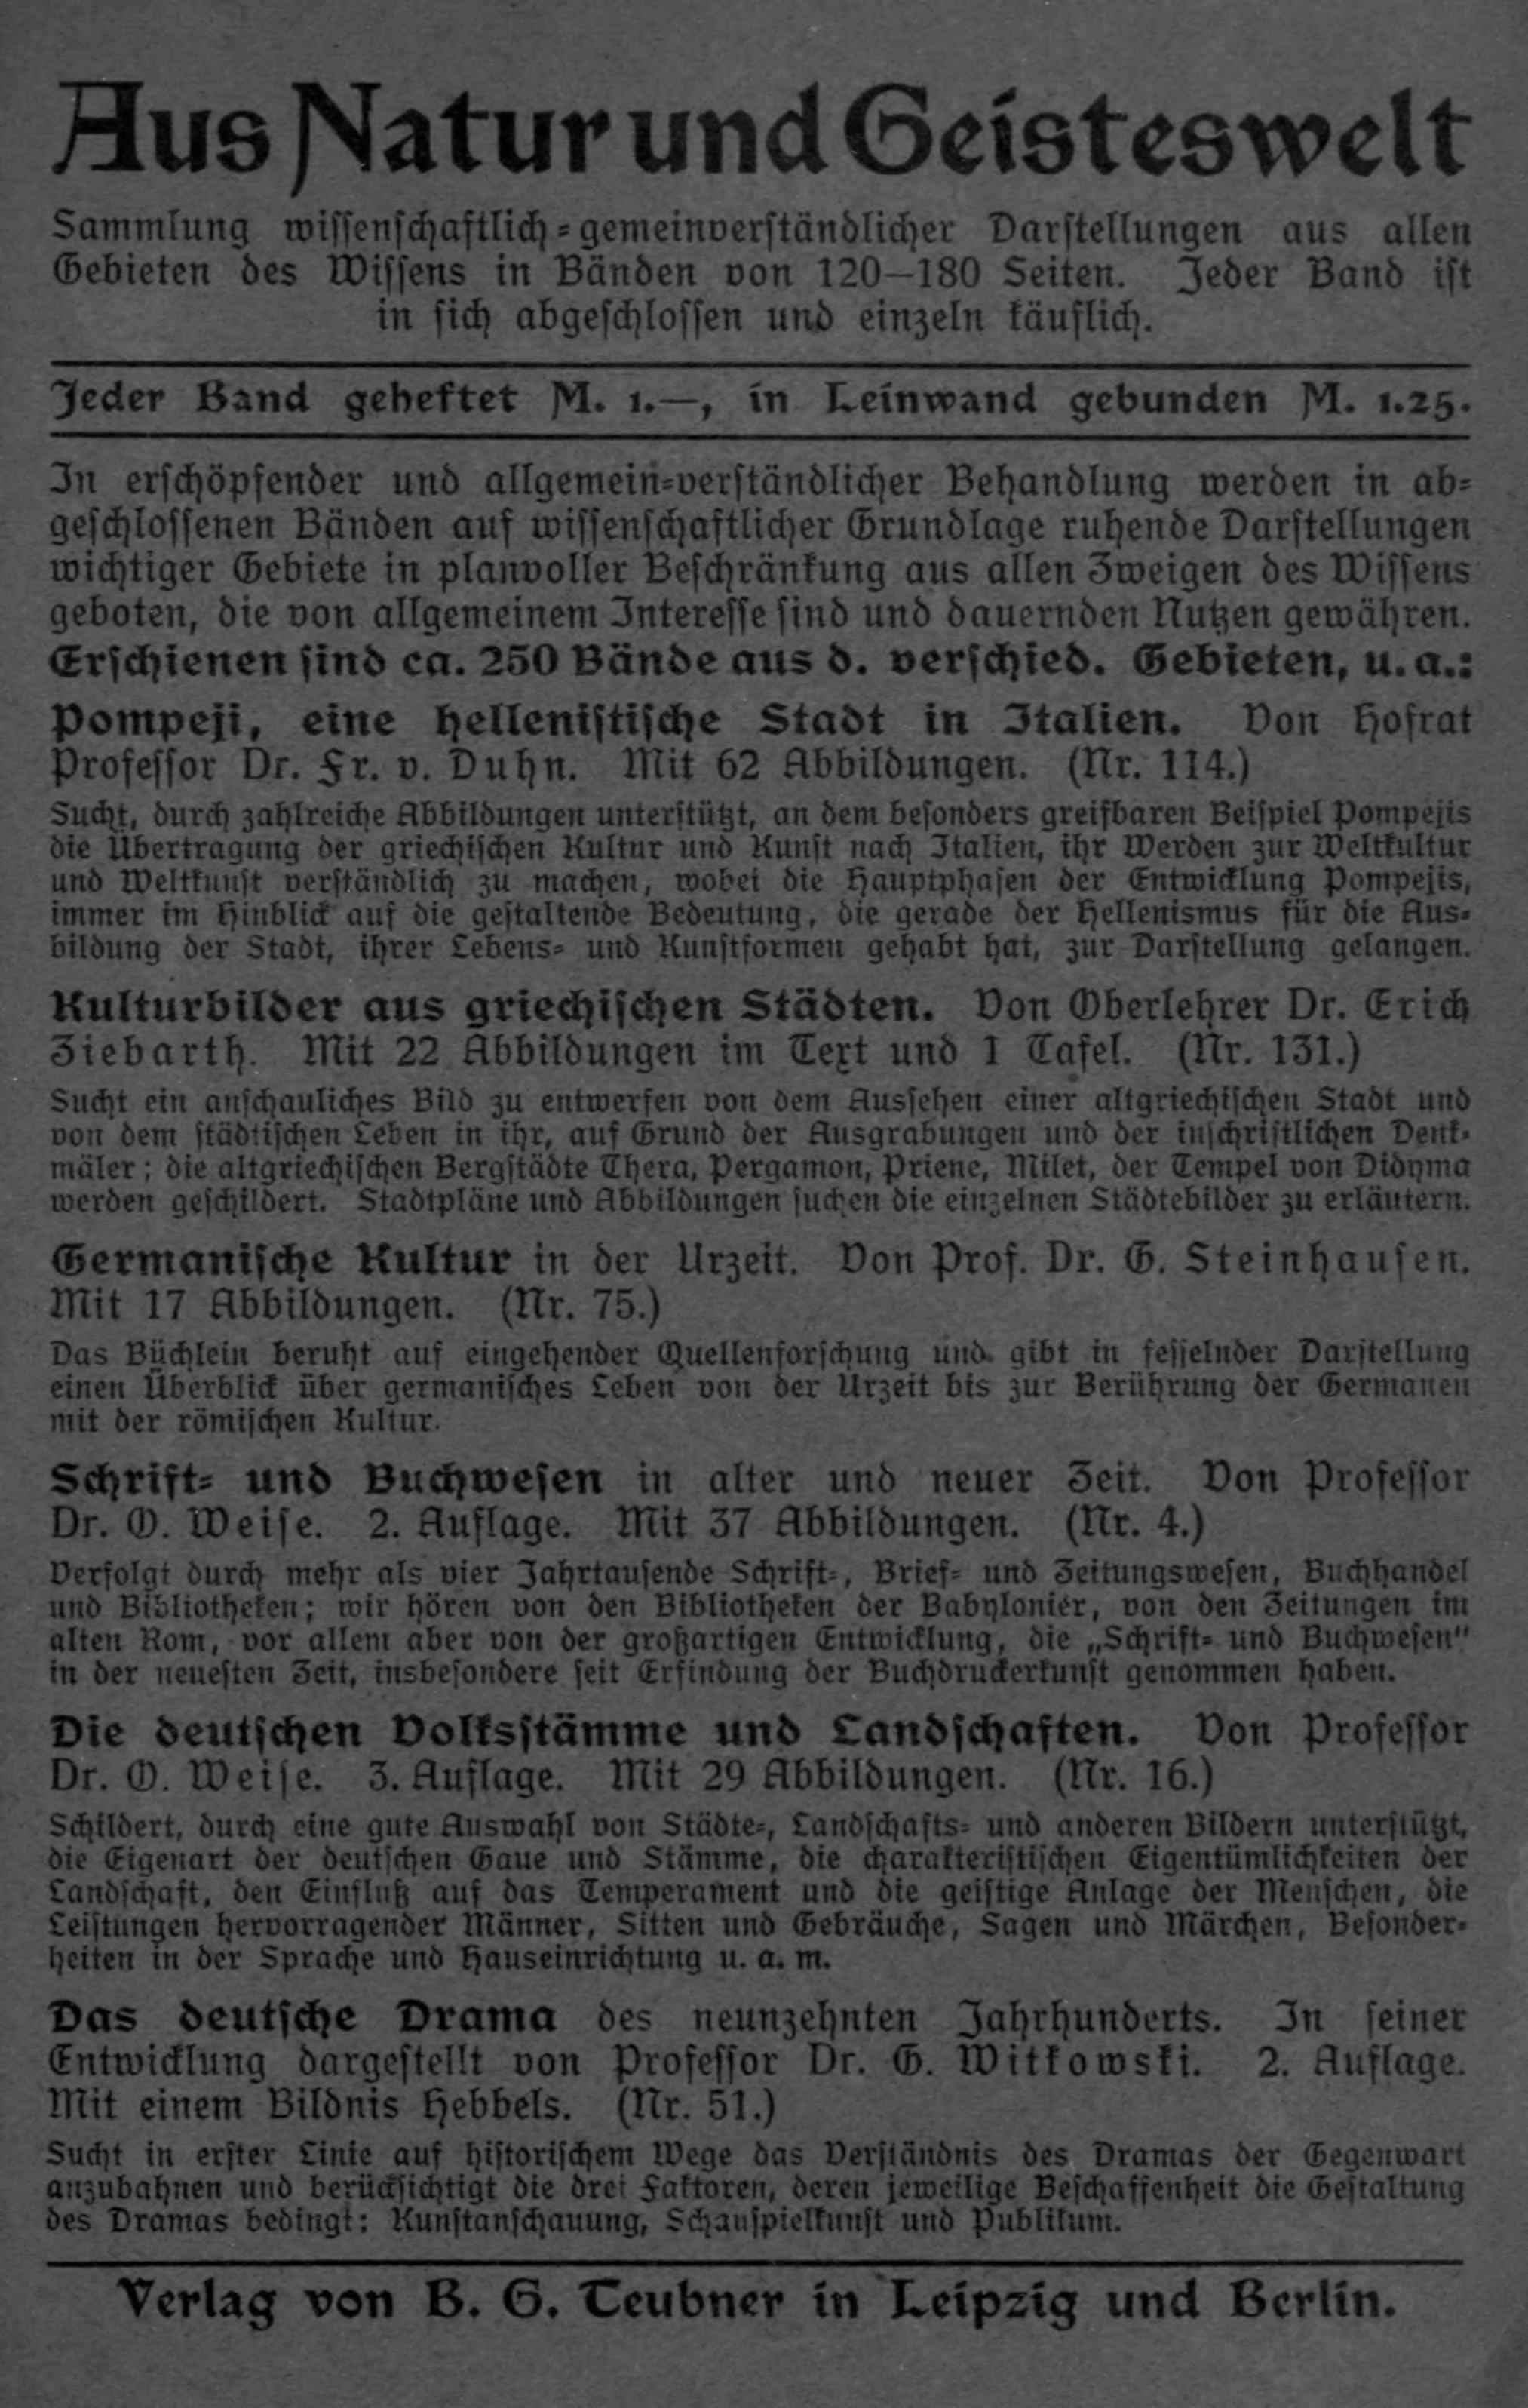 Aus Natur und Geisteswelt
Sammlung wissenschaftlich-gemeinverständlicher Darstellungen aus allen
Gebieten des Wissens in Bänden von 120–180 Seiten. Jeder Band ist
in sich abgeschlossen und einzeln käuflich.
Jeder Band geheftet M. 1.—, in Leinwand gebunden M. 1.25.
In erschöpfender und allgemein-verständlicher Behandlung werden in ab-
geschlossenen Bänden auf wissenschaftlicher Grundlage ruhende Darstellungen
wichtiger Gebiete in planvoller Beschränkung aus allen Zweigen des Wissens
geboten, die von allgemeinem Interesse sind und dauernden Nutzen gewähren.
Erschienen sind ca. 250 Bände aus d. verschied. Gebieten, u. a.:
Pompeji, eine hellenistische Stadt in Italien. Von Hofrat
Professor Dr. Fr. v. Duhn. Mit 62 Abbildungen. (Nr. 114.)
Sucht, durch zahlreiche Abbildungen unterstützt, an dem besonders greifbaren Beispiel Pompejis
die Übertragung der griechischen Kultur und Kunst nach Italien, ihr Werden zur Weltkultur
und Weltkunst verständlich zu machen, wobei die Hauptphasen der Entwicklung Pompejis,
immer im Hinblick auf die gestaltende Bedeutung, die gerade der Hellenismus für die Aus-
bildung der Stadt, ihrer Lebens- und Kunstformen gehabt hat, zur Darstellung gelangen.
Kulturbilder aus griechischen Städten. Von Oberlehrer Dr. Erich
Ziebarth. Mit 22 Abbildungen im Text und 1 Tafel. (Nr. 131.)
Sucht ein anschauliches Bild zu entwerfen von dem Aussehen einer altgriechischen Stadt und
von dem städtischen Leben in ihr, auf Grund der Ausgrabungen und der inschriftlichen Denk-
mäler; die altgriechischen Bergstädte Thera, Pergamon, Priene, Milet, der Tempel von Didyma
werden geschildert. Stadtpläne und Abbildungen suchen die einzelnen Städtebilder zu erläutern.
Germanische Kultur in der Urzeit. Von Prof. Dr. G. Steinhausen.
Mit 17 Abbildungen. (Nr. 75.)
Das Büchlein beruht auf eingehender Quellenforschung und gibt in fesselnder Darstellung
einen Überblick über germanisches Leben von der Urzeit bis zur Berührung der Germanen
mit der römischen Kultur.
Schrift- und Buchwesen in alter und neuer Zeit. Von Professor
Dr. O. Weise. 2. Auflage. Mit 37 Abbildungen. (Nr. 4.)
Verfolgt durch mehr als vier Jahrtausende Schrift-, Brief- und Zeitungswesen, Buchhandel
und Bibliotheken; wir hören von den Bibliotheken der Babylonier, von den Zeitungen im
alten Rom, vor allem aber von der großartigen Entwicklung, die „Schrift- und Buchwesen“
in der neuesten Zeit, insbesondere seit Erfindung der Buchdruckerkunst genommen haben.
Die deutschen Volksstämme und Landschaften. Von Professor
Dr. O. Weise. 3. Auflage. Mit 29 Abbildungen. (Nr. 16.)
Schildert, durch eine gute Auswahl von Städte-, Landschafts- und anderen Bildern unterstützt,
die Eigenart der deutschen Gaue und Stämme, die charakteristischen Eigentümlichkeiten der
Landschaft, den Einfluß auf das Temperament und die geistige Anlage der Menschen, die
Leistungen hervorragender Männer, Sitten und Gebräuche, Sagen und Märchen, Besonder-
heiten in der Sprache und Hauseinrichtung u. a. m.
Das deutsche Drama des neunzehnten Jahrhunderts. In seiner
Entwicklung dargestellt von Professor Dr. G. Witkowski. 2. Auflage.
Mit einem Bildnis Hebbels. (Nr. 51.)
Sucht in erster Linie auf historischem Wege das Verständnis des Dramas der Gegenwart
anzubahnen und berücksichtigt die drei Faktoren, deren jeweilige Beschaffenheit die Gestaltung
des Dramas bedingt: Kunstanschauung, Schauspielkunst und Publikum.
Verlag von B. G. Teubner in Leipzig und Berlin.